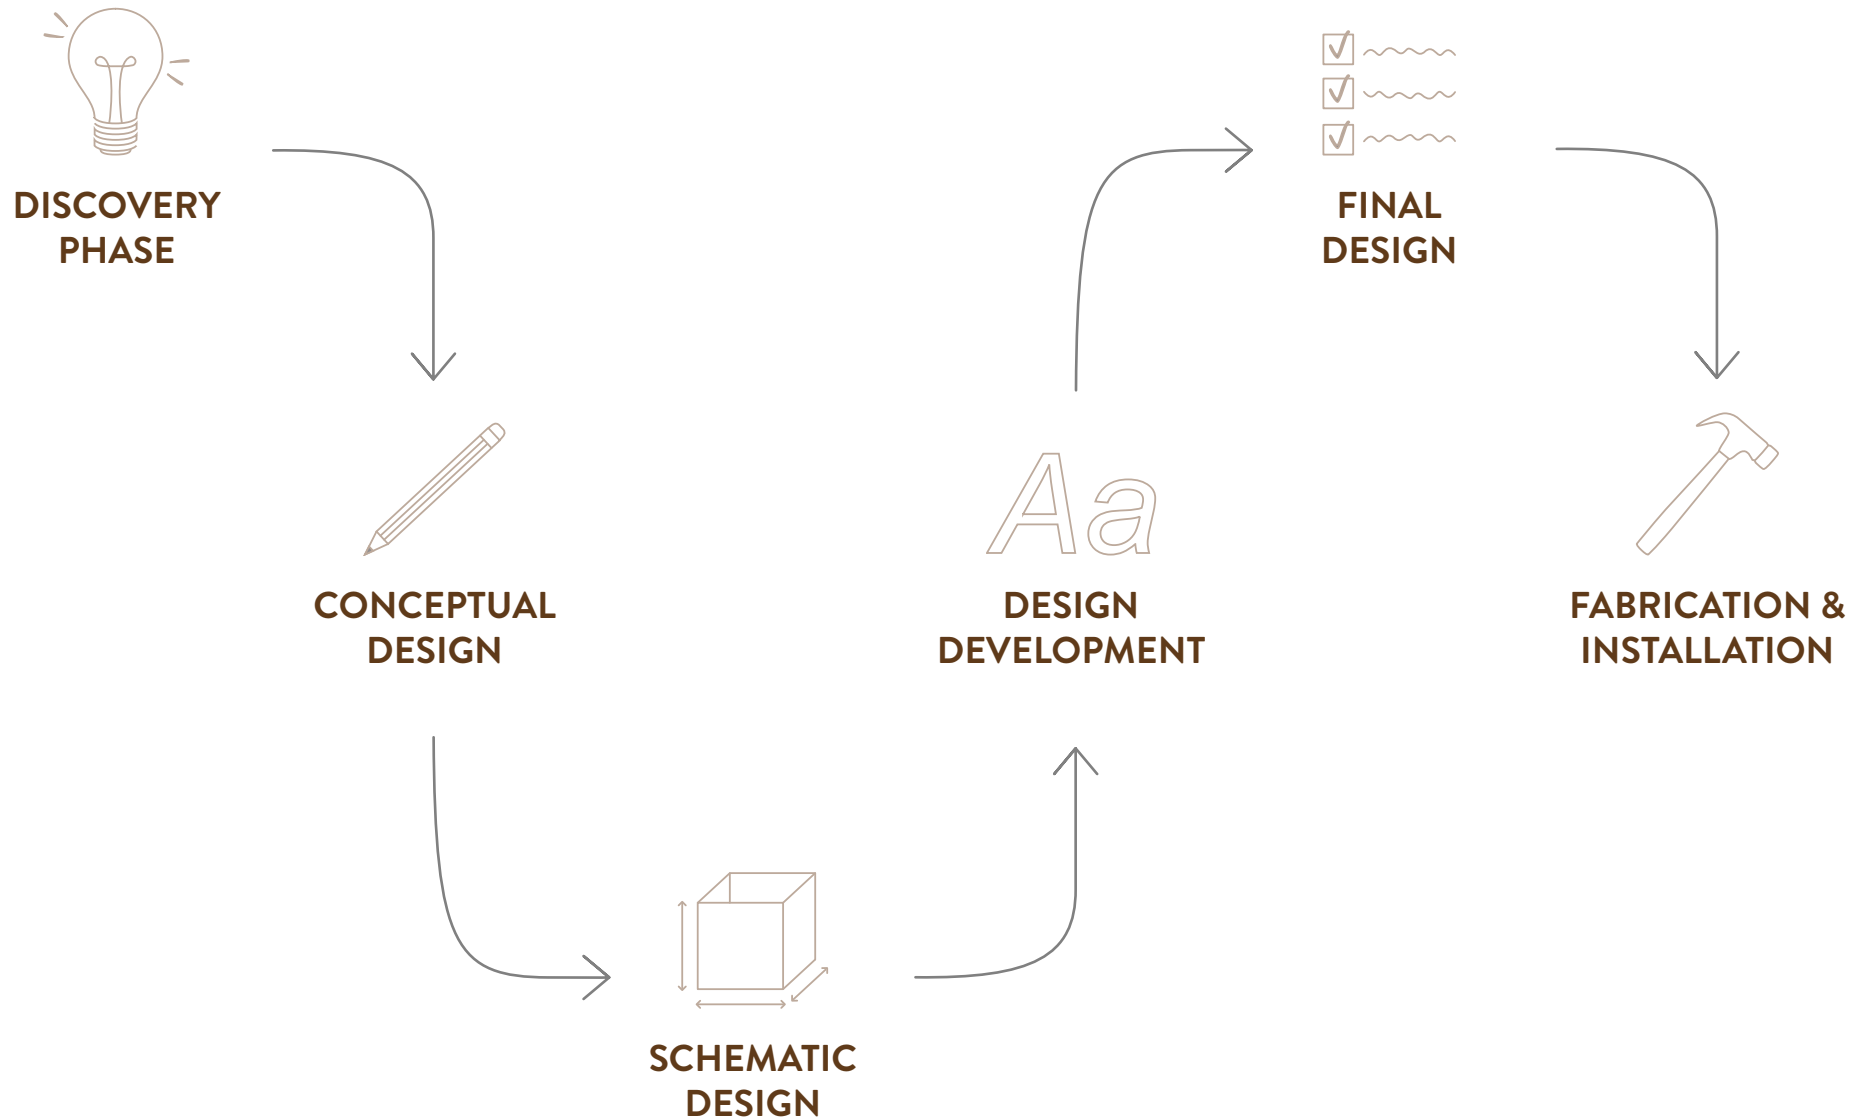 DISCOVERY
PHASE
CONCEPTUAL
DESIGN
SCHEMATIC
DESIGN
Aa
DESIGN
DEVELOPMENT
FINAL
DESIGN
FABRICATION &
INSTALLATION